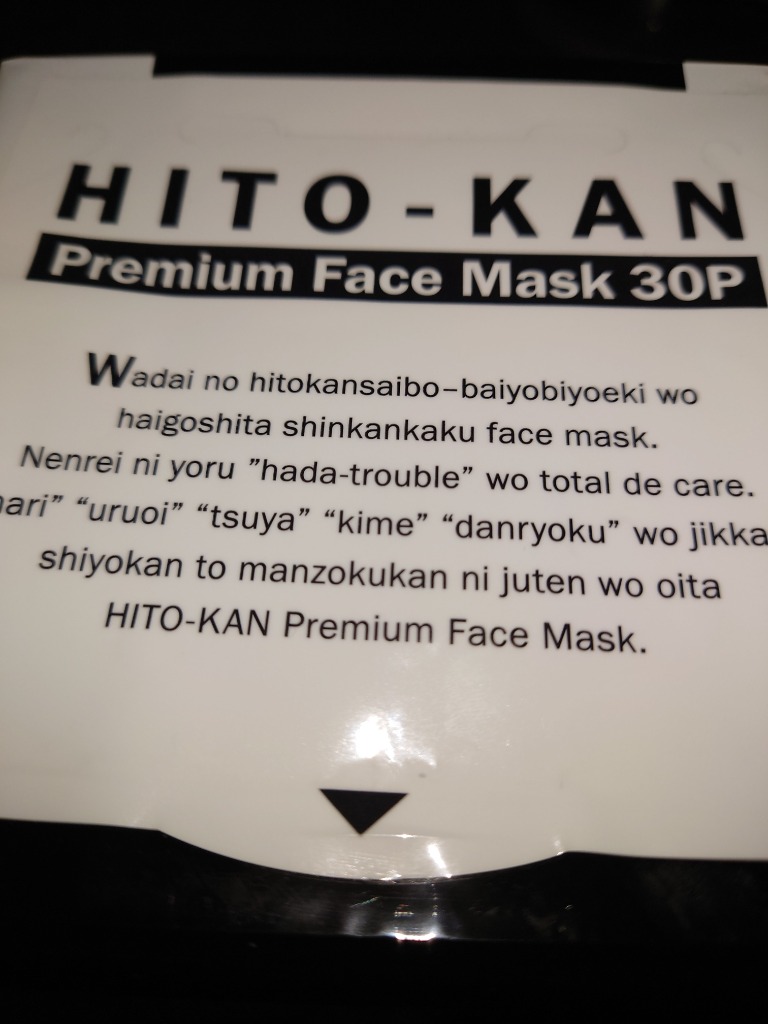 HITO-KAN
Premium Face Mask 30P
Wadai no hitokansaibo-baiyobiyoeki wo
haigoshita shinkankaku face mask.
Nenrei ni yoru ”hada-trouble” wo total de care.
“uruoi” “tsuya” “kime” “danryoku” wo
shiyokan to manzokukan ni juten wo oita
HITO-KAN Premium Face Mask.